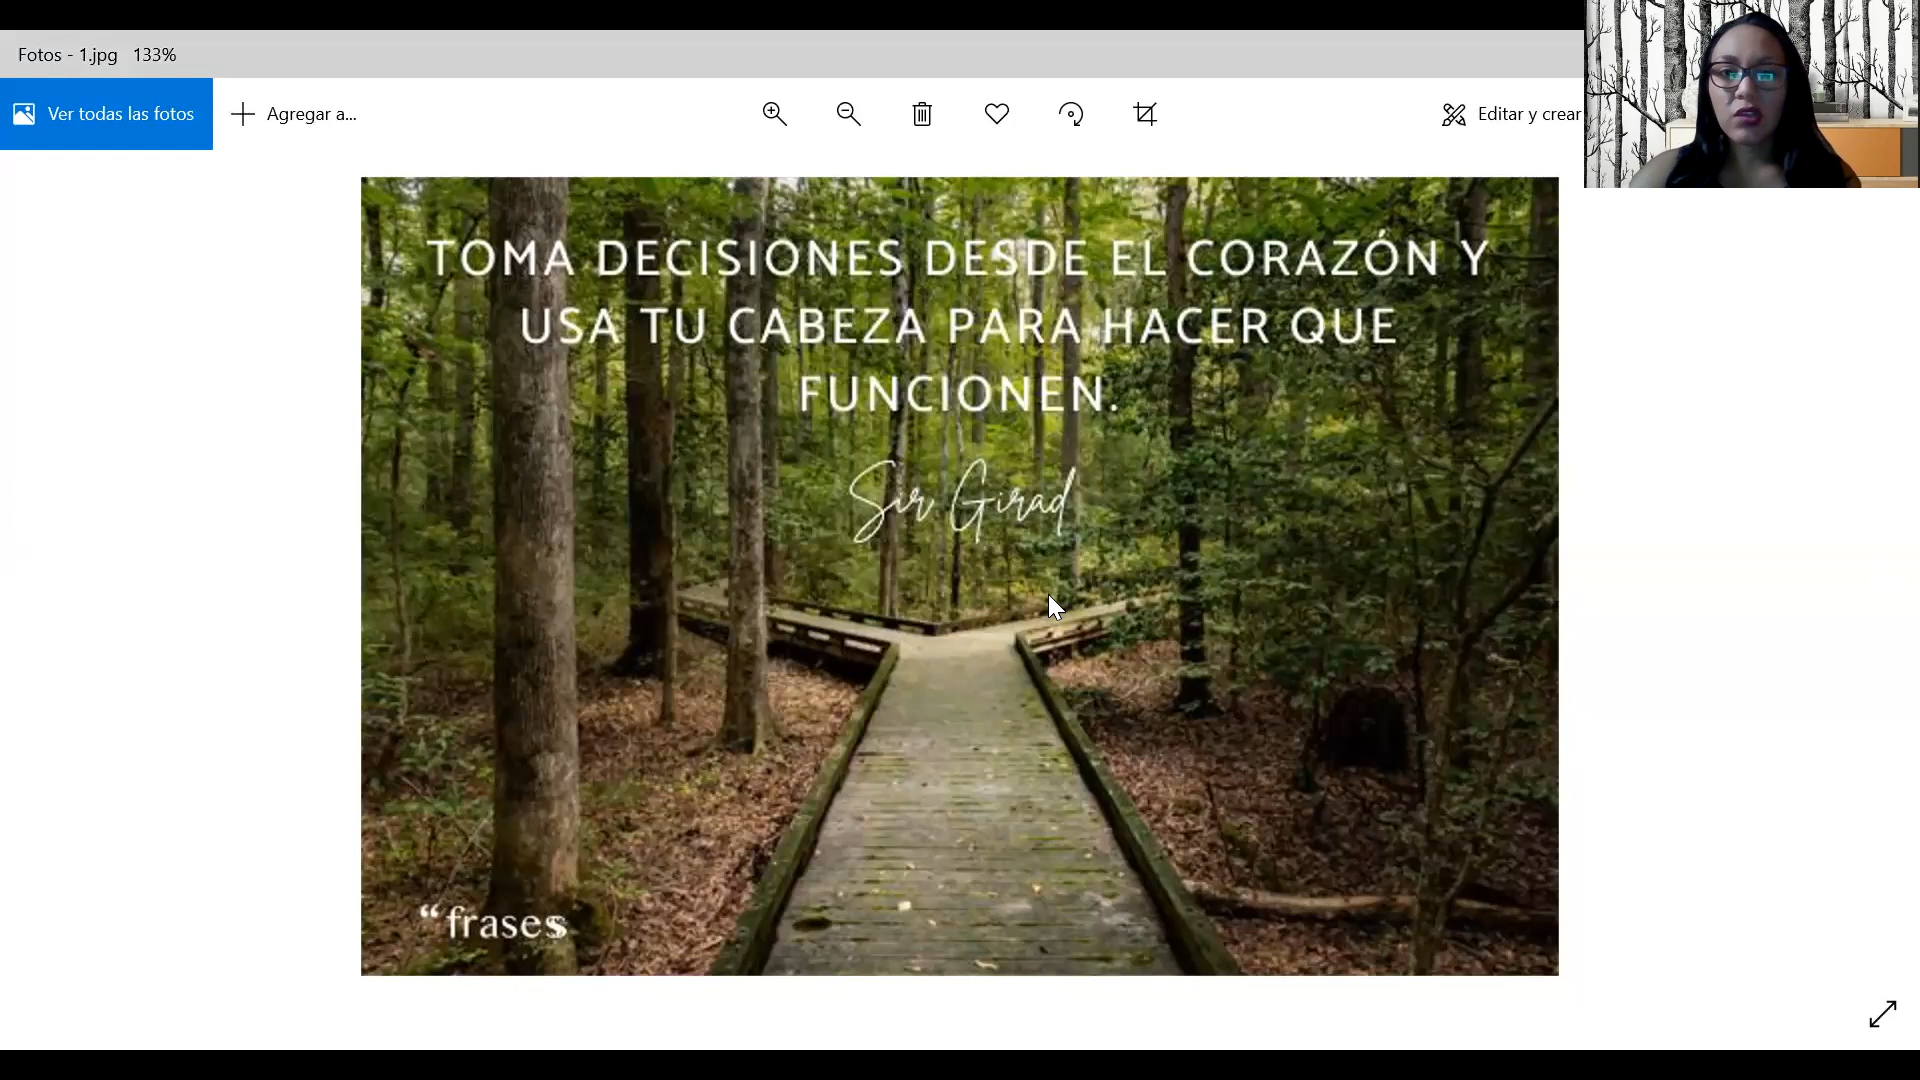 Fotos - 1.jpg 133%
Ver todas las fotos
Agregar a...
Editar y crear
TOMA DECISIONES DESDE EL CORAZÓN Y
USA TU CABEZA PARA HACER QUE
FUNCIONEN.
Sir Girad
“frasess